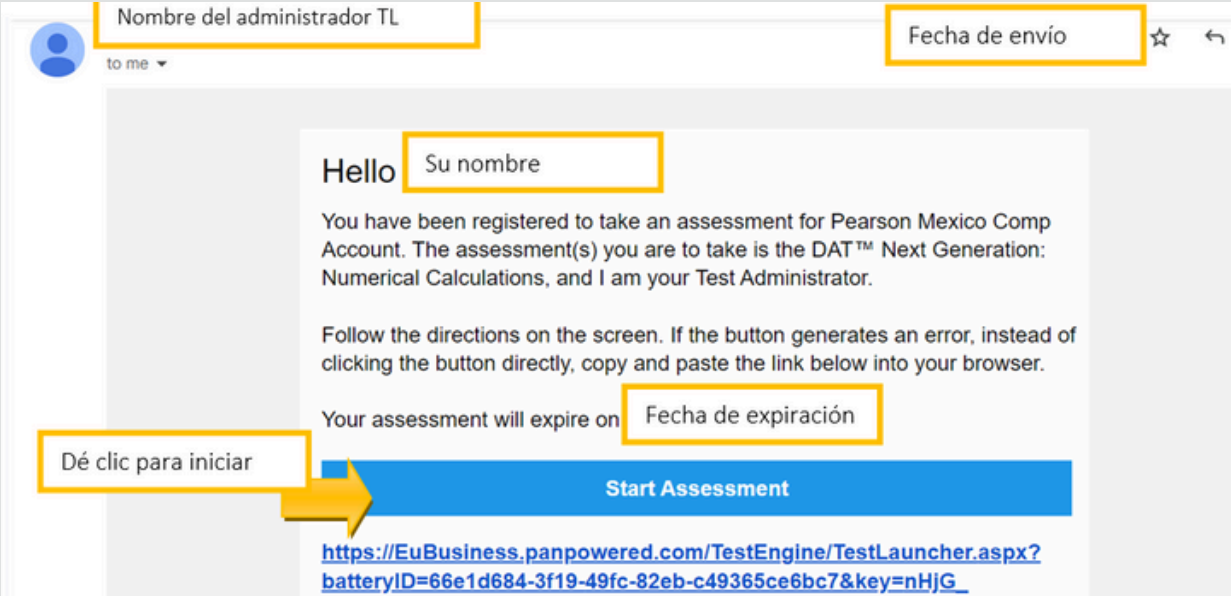 Nombre del administrador TL
Fecha de envío
to me
Hello
Su nombre
You have been registered to take an assessment for Pearson Mexico Comp
Account. The assessment(s) you are to take is the DAT™ Next Generation:
Numerical Calculations, and I am your Test Administrator.
Follow the directions on the screen. If the button generates an error, instead of
clicking the button directly, copy and paste the link below into your browser.
Your assessment will expire on
Fecha de expiración
Dé clic para iniciar
Start Assessment
https://EuBusiness.panpowered.com/TestEngine/TestLauncher.aspx?
batteryID=66e1d684-3f19-49fc-82eb-c49365ce6bc7&key=nHjG_